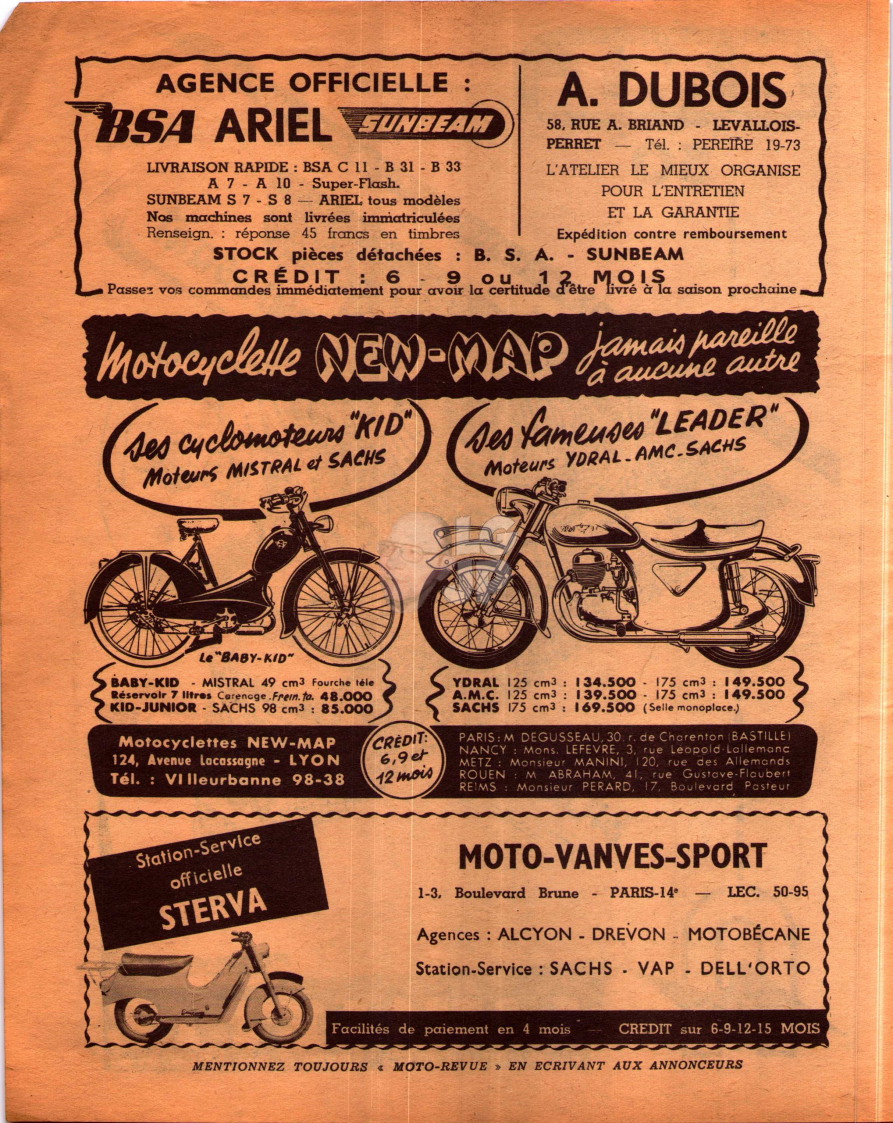 AGENCE OFFICIELLE :
BSA ARIEL SUNBEAM
LIVRAISON RAPIDE : BSA C 11 - B 31 - B 33
A 7 - A 10 - Super-Flash.
SUNBEAM S 7 - S 8 — ARIEL tous modèles
Nos machines sont livrées immatriculées
Renseign. : réponse 45 francs en timbres
A. DUBOIS
58, RUE A. BRIAND - LEVALLOIS-
PERRET — Tél. : PEREIRE 19-73
L'ATELIER LE MIEUX ORGANISE
POUR L'ENTRETIEN
ET LA GARANTIE
Expédition contre remboursement
STOCK pièces détachées : B. S. A. - SUNBEAM
CRÉDIT : 6 - 9 ou 12 MOIS
Passez vos commandes immédiatement pour avoir la certitude d'être livré à la saison prochaine
Motocyclette NEW-MAP jamais pareille
à aucune autre
Ses cyclomoteurs "KID"
Moteurs MISTRAL et SACHS
Ses fameuses "LEADER"
Moteurs YDRAL - AMC - SACHS
Le "BABY-KID"
BABY-KID - MISTRAL 49 cm³ Fourche téle
Réservoir 7 litres Carenage. Frein. ta. 48.000
KID-JUNIOR - SACHS 98 cm³ : 85.000
YDRAL 125 cm³ : 134.500 - 175 cm³ : 149.500
A.M.C. 125 cm³ : 139.500 - 175 cm³ : 149.500
SACHS 175 cm³ : 169.500 (Selle monoplace.)
Motocyclettes NEW-MAP
124, Avenue Lacassagne - LYON
Tél. : VIlleurbanne 98-38
CRÉDIT:
6,9 et
12 mois
PARIS : M DEGUSSEAU, 30. r. de Charenton (BASTILLE)
NANCY : Mons. LEFEVRE, 3, rue Léopold-Lallemanc
METZ : Monsieur MANINI, 120, rue des Allemands
ROUEN : M ABRAHAM, 41, rue Gustave-Flaubert
REIMS : Monsieur PERARD, 17, Boulevard Pasteur
Station-Service
officielle
STERVA
MOTO-VANVES-SPORT
1-3, Boulevard Brune - PARIS-14e — LEC. 50-95
Agences : ALCYON - DREVON - MOTOBÉCANE
Station-Service : SACHS - VAP - DELL'ORTO
Facilités de paiement en 4 mois — CREDIT sur 6-9-12-15 MOIS
MENTIONNEZ TOUJOURS « MOTO-REVUE » EN ECRIVANT AUX ANNONCEURS